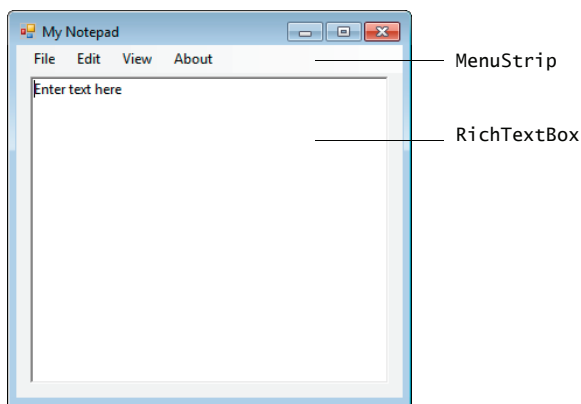 My Notepad
File Edit View About
MenuStrip
Enter text here
RichTextBox